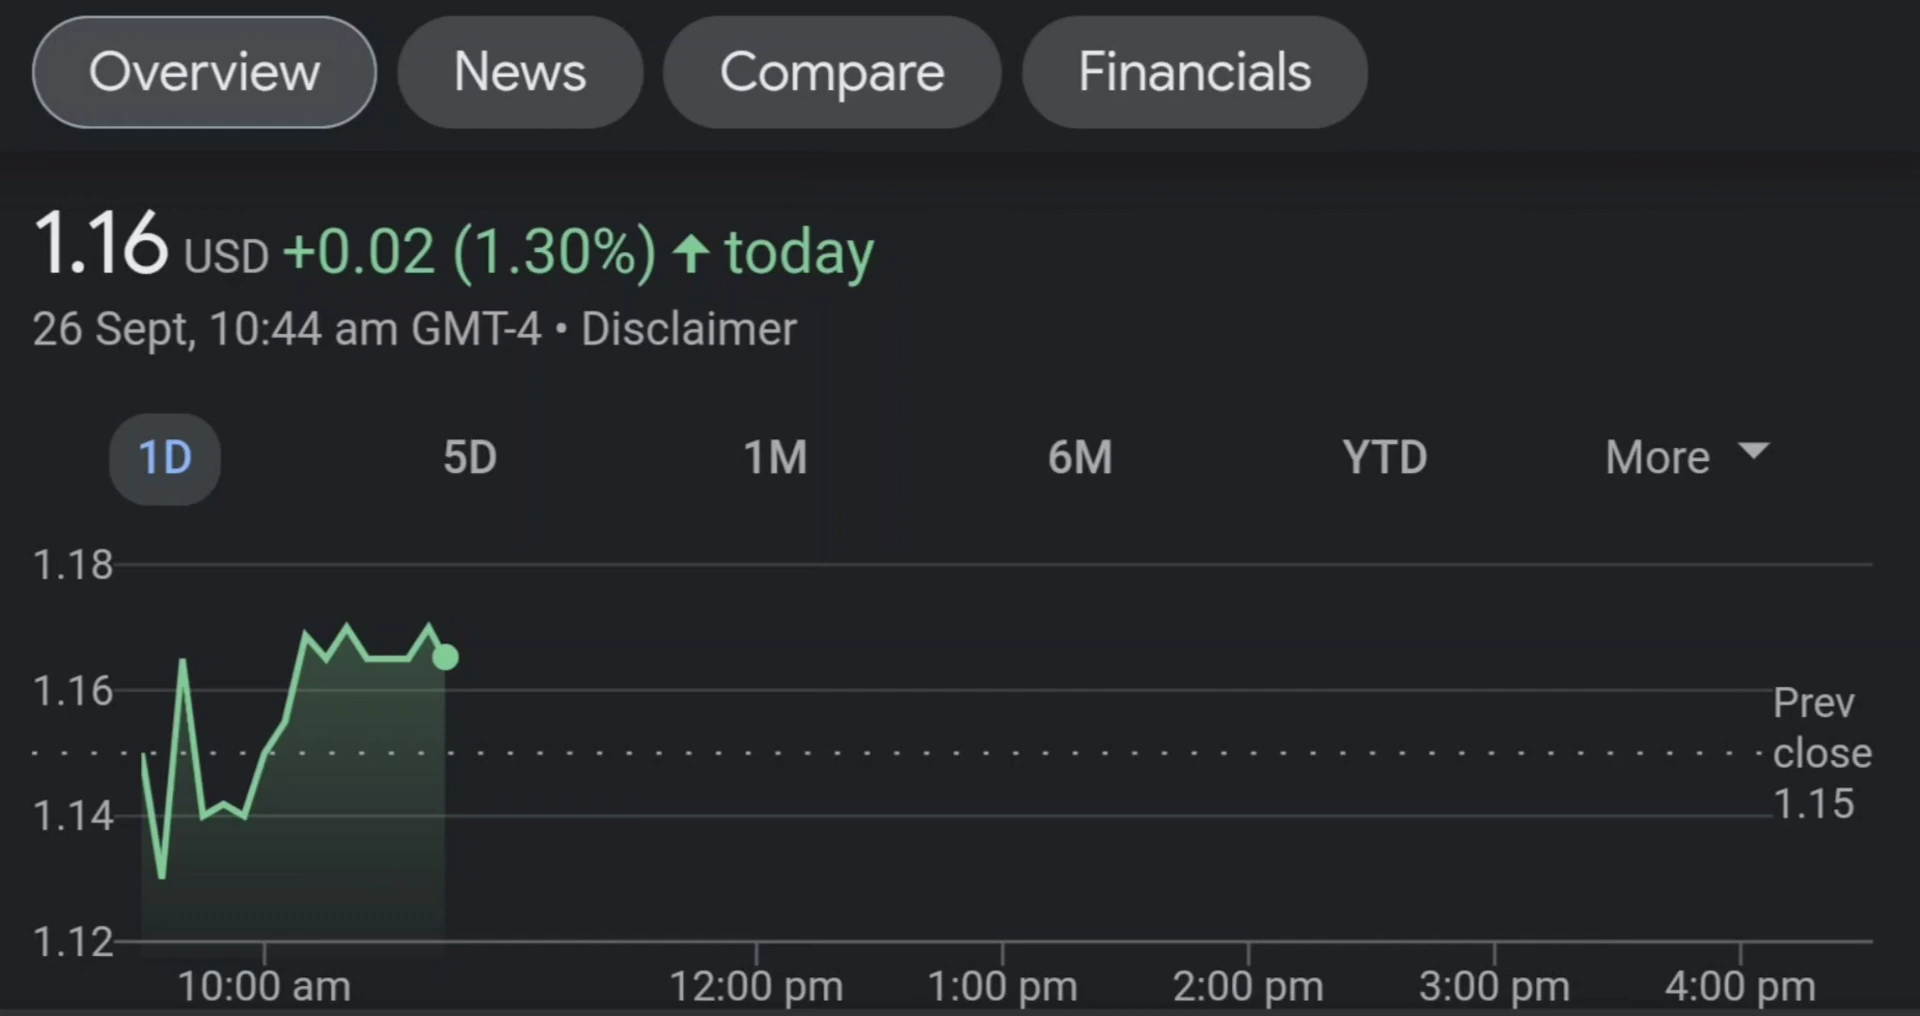 Overview News Compare Financials
1.16 USD +0.02 (1.30%) ↑ today
26 Sept, 10:44 am GMT-4 • Disclaimer
1D 5D 1M 6M YTD More
1.18
1.16
1.14
1.12
Prev
close
1.15
10:00 am 12:00 pm 1:00 pm 2:00 pm 3:00 pm 4:00 pm